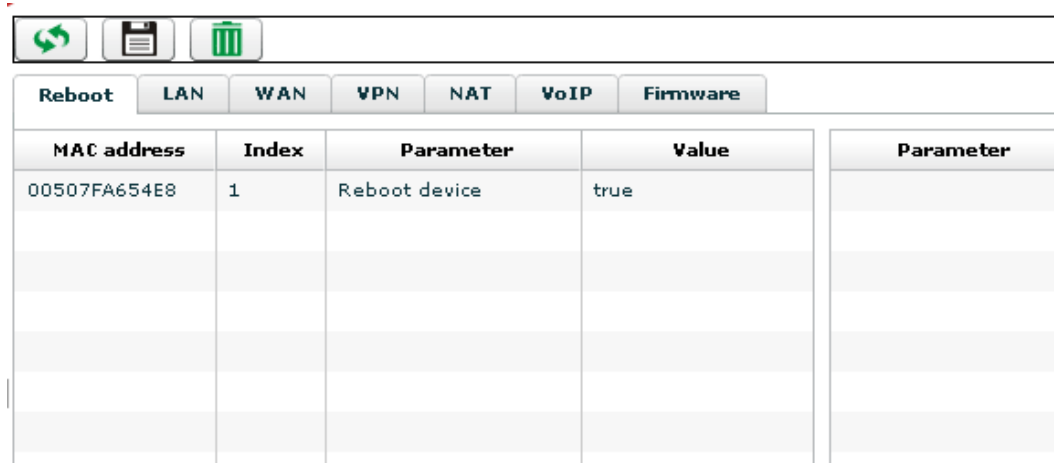 Reboot LAN WAN VPN NAT VoIP Firmware
MAC address Index Parameter Value Parameter
00507FA654E8 1 Reboot device true